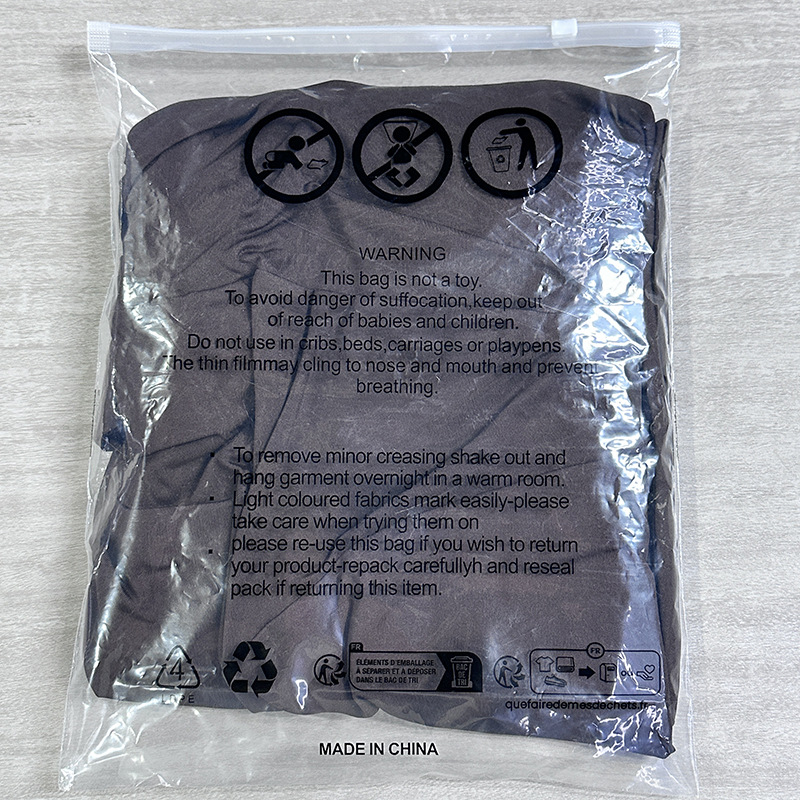 WARNING
This bag is not a toy.
To avoid danger of suffocation,keep out
of reach of babies and children.
Do not use in cribs,beds,carriages or playpens.
The thin filmmay cling to nose and mouth and prevent
breathing.
· To remove minor creasing shake out and
hang garment overnight in a warm room.
· Light coloured fabrics mark easily-please
take care when trying them on
· please re-use this bag if you wish to return
your product-repack carefullyh and reseal
pack if returning this item.
4
LDPE
FR
ÉLÉMENTS D'EMBALLAGE
À SÉPARER ET À DÉPOSER
DANS LE BAC DE TRI
BAC
DE
TRI
FR
OU
quefairedemesdechets.fr
MADE IN CHINA